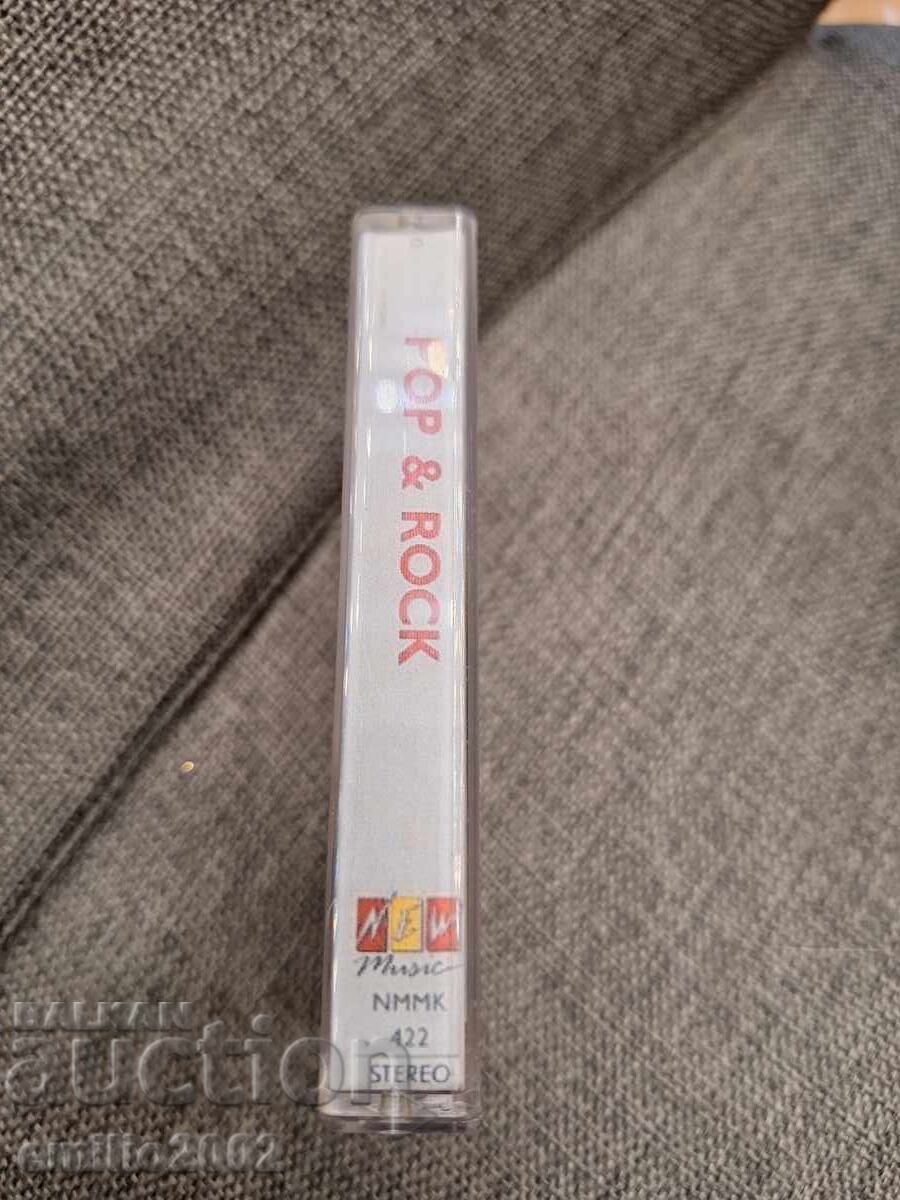 POP & ROCK
NEW
Music
NMMK
422
STEREO
BALKAN
auction
emilio2002